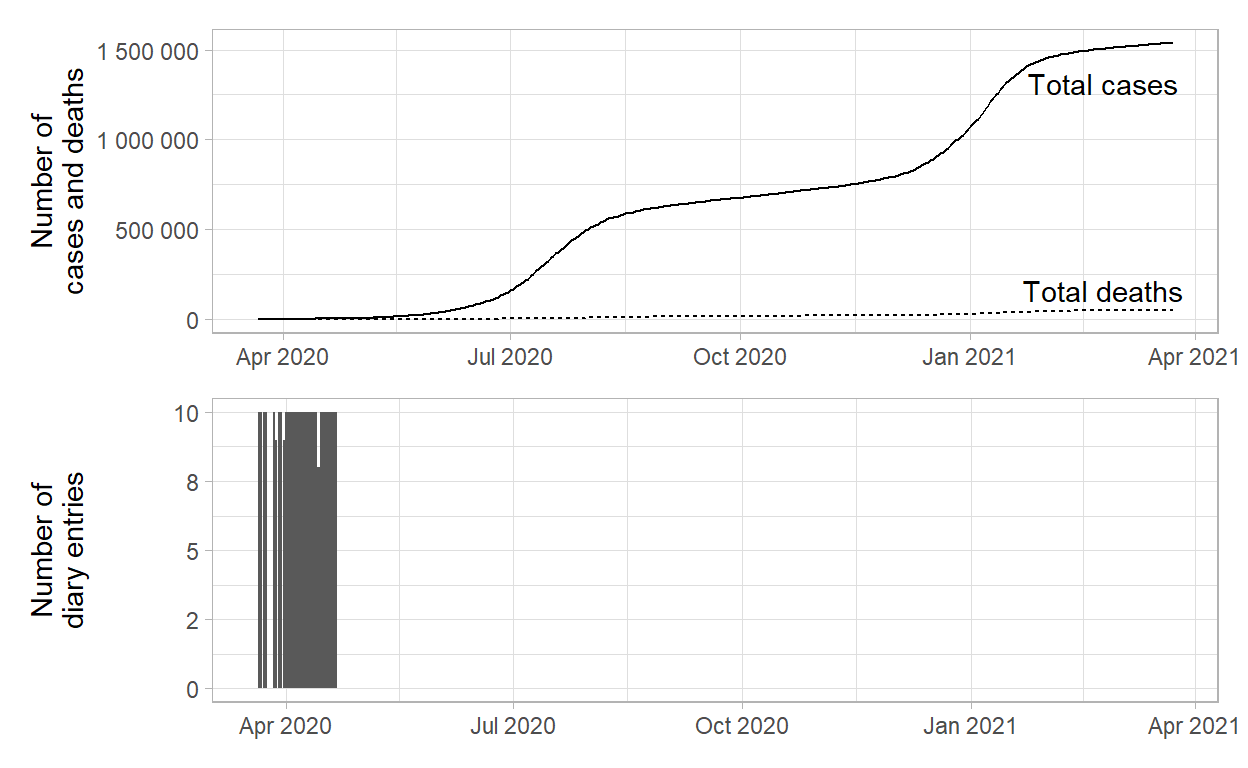 Number of
cases and deaths
1 500 000
1 000 000
500 000
0
Total cases
Total deaths
Apr 2020 Jul 2020 Oct 2020 Jan 2021 Apr 2021
Number of
diary entries
10
8
5
2
0
Apr 2020 Jul 2020 Oct 2020 Jan 2021 Apr 2021